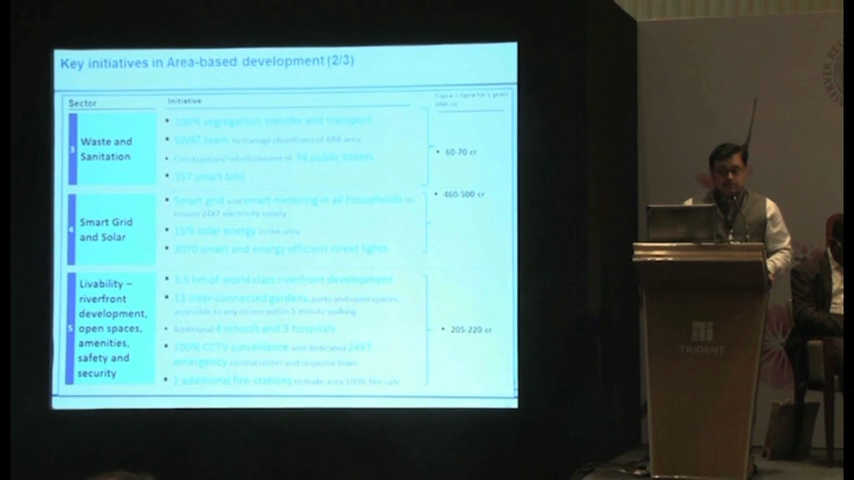 Key initiatives in Area-based development (2/3)
Sector
Initiative
Capex + Opex for 5 years
3
Waste and
Sanitation
100% segregation, transfer and transport
SWAT team to manage cleanliness of ABB area
Construction/ refurbishment of 74 public toilets
357 smart bins
60-70 cr
4
Smart Grid
and Solar
Smart grid and smart metering in all households to
ensure 24X7 electricity supply
15% solar energy in the area
smart and energy efficient street lights
460-500 cr
5
Livability –
riverfront
development,
open spaces,
amenities,
safety and
security
km of world class riverfront development
13 inter-connected gardens, parks and open spaces,
accessible to any citizen within 5 minute walking
Additional 4 schools and 3 hospitals
100% CCTV surveillance and dedicated 24X7
emergency control center and response team
2 additional fire-stations to make area 100% fire safe
205-220 cr
TRIDENT